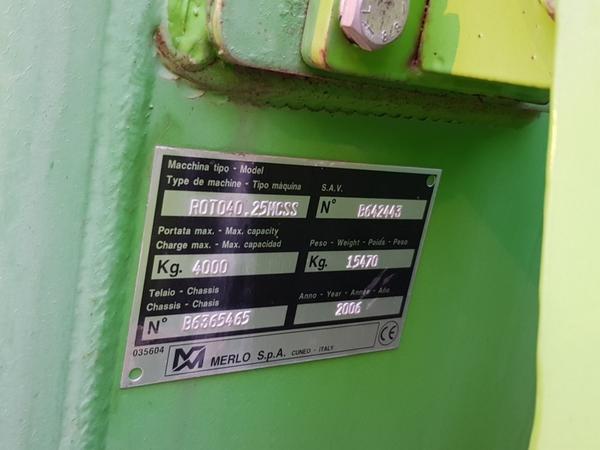 Macchina tipo - Model
Type de machine - Tipo màquina
ROTO40.25MCSS
S.A.V.
N° B642443
Portata max. - Max. capacity
Charge max. - Max. capacidad
Kg. 4000
Peso - Weight - Poids - Peso
Kg. 15470
Telaio - Chassis
Chassis - Chasis
N° B6365465
Anno - Year - Année - Año
2006
035604 MERLO S.p.A. CUNEO - ITALY CE